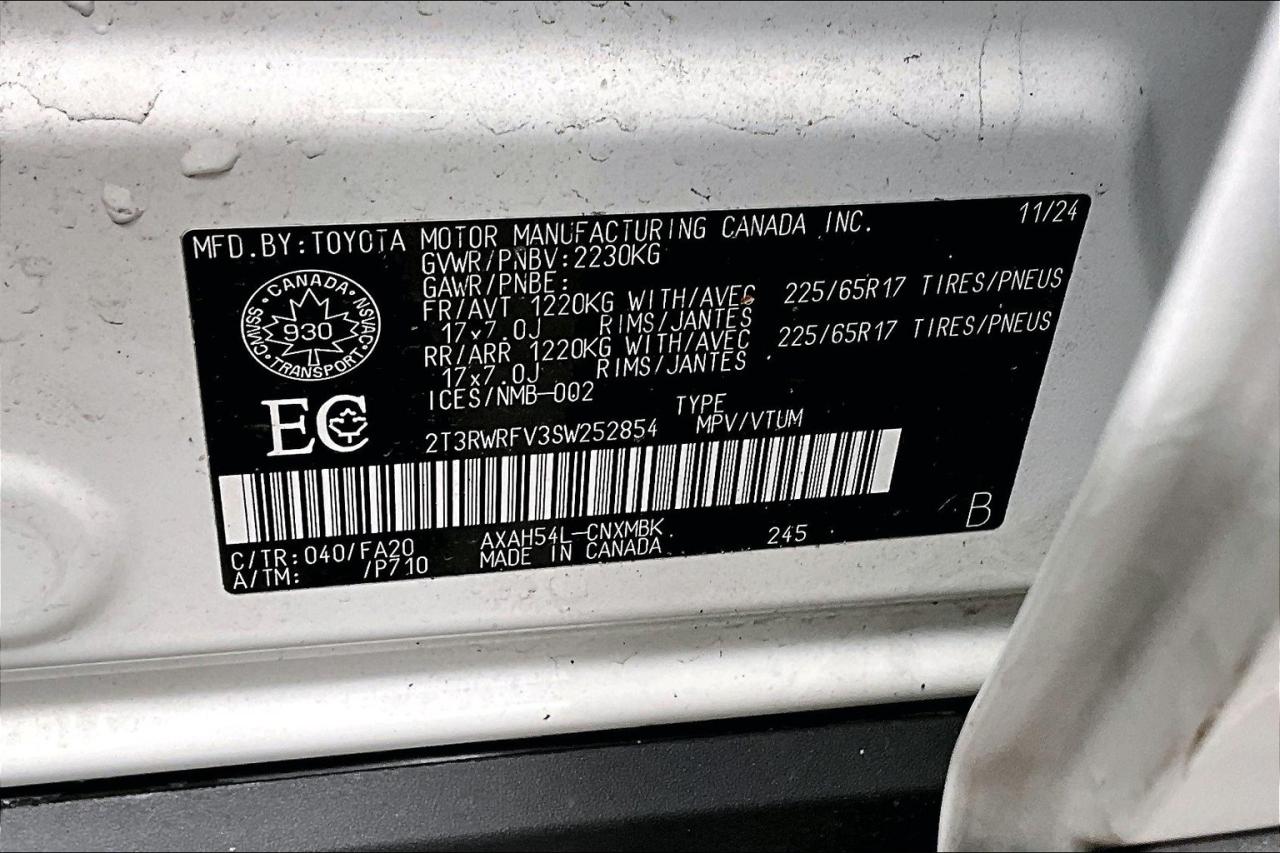 MFD.BY:TOYOTA MOTOR MANUFACTURING CANADA INC. 11/24
GVWR/PNBV:2230KG
GAWR/PNBE:
FR/AVT 1220KG WITH/AVEC 225/65R17 TIRES/PNEUS
17x7.0J RIMS/JANTES
RR/ARR 1220KG WITH/AVEC 225/65R17 TIRES/PNEUS
17x7.0J RIMS/JANTES
ICES/NMB-002
CANADA
CMVSS 930 NSVAC
TRANSPORT
EC
TYPE
2T3RWRFV3SW252854 MPV/VTUM
C/TR:040/FA20 AXAH54L-CNXMBK 245 B
A/TM: /P710 MADE IN CANADA